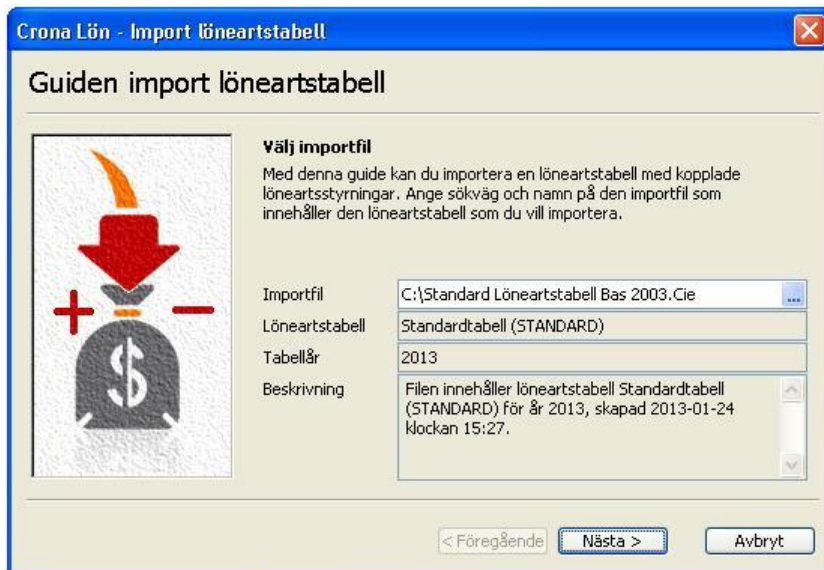 Crona Lön - Import löneartstabell
Guiden import löneartstabell
Välj importfil
Med denna guide kan du importera en löneartstabell med kopplade
löneartsstyrningar. Ange sökväg och namn på den importfil som
innehåller den löneartstabell som du vill importera.
Importfil C:\Standard Löneartstabell Bas 2003.Cie ...
Löneartstabell Standardtabell (STANDARD)
Tabellår 2013
Beskrivning Filen innehåller löneartstabell Standardtabell
(STANDARD) för år 2013, skapad 2013-01-24
klockan 15:27.
+ $ −
< Föregående Nästa > Avbryt